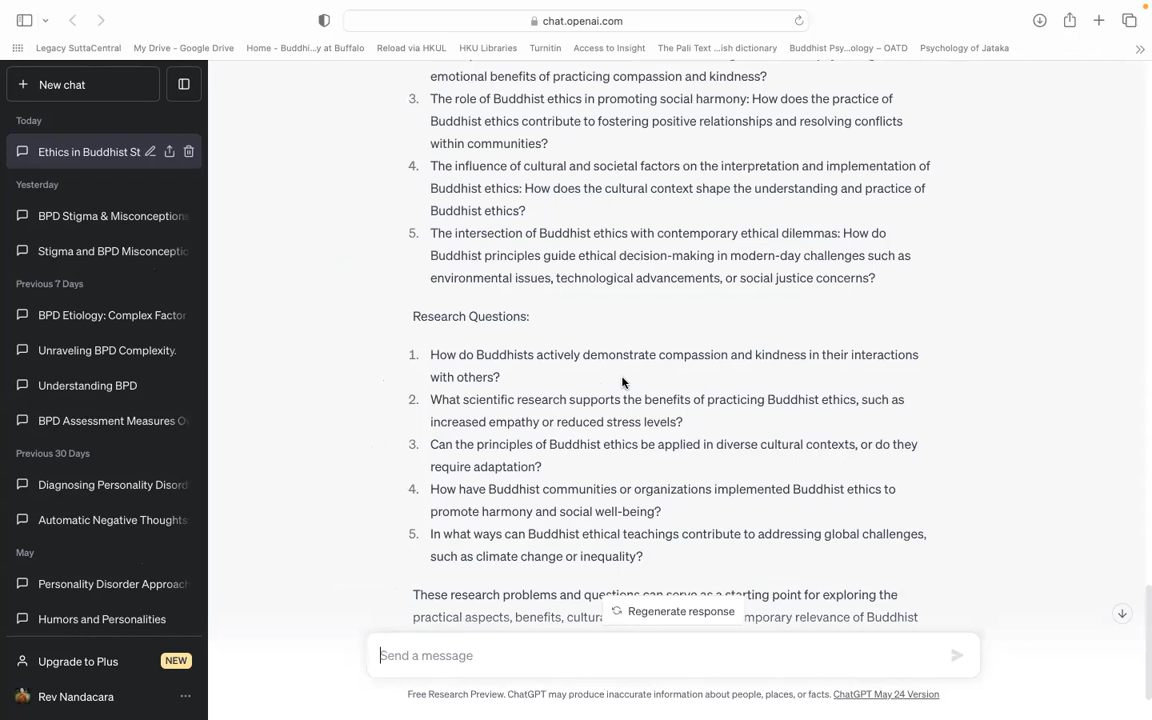 chat.openai.com
Legacy SuttaCentral
My Drive - Google Drive
Home - Buddhi...y at Buffalo
Reload via HKUL
HKU Libraries
Turnitin
Access to Insight
The Pali Text ...ish dictionary
Buddhist Psy...ology – OATD
Psychology of Jataka
New chat
Today
Ethics in Buddhist St
Yesterday
BPD Stigma & Misconceptions
Stigma and BPD Misconceptio
Previous 7 Days
BPD Etiology: Complex Factor
Unraveling BPD Complexity.
Understanding BPD
BPD Assessment Measures O
Previous 30 Days
Diagnosing Personality Disord
Automatic Negative Thoughts
May
Personality Disorder Approach
Humors and Personalities
Upgrade to Plus
NEW
Rev Nandacara
emotional benefits of practicing compassion and kindness?
3. The role of Buddhist ethics in promoting social harmony: How does the practice of
Buddhist ethics contribute to fostering positive relationships and resolving conflicts
within communities?
4. The influence of cultural and societal factors on the interpretation and implementation of
Buddhist ethics: How does the cultural context shape the understanding and practice of
Buddhist ethics?
5. The intersection of Buddhist ethics with contemporary ethical dilemmas: How do
Buddhist principles guide ethical decision-making in modern-day challenges such as
environmental issues, technological advancements, or social justice concerns?
Research Questions:
1. How do Buddhists actively demonstrate compassion and kindness in their interactions
with others?
2. What scientific research supports the benefits of practicing Buddhist ethics, such as
increased empathy or reduced stress levels?
3. Can the principles of Buddhist ethics be applied in diverse cultural contexts, or do they
require adaptation?
4. How have Buddhist communities or organizations implemented Buddhist ethics to
promote harmony and social well-being?
5. In what ways can Buddhist ethical teachings contribute to addressing global challenges,
such as climate change or inequality?
These research problems and questions can serve as a starting point for exploring the
practical aspects, benefits, cultura
mporary relevance of Buddhist
Regenerate response
Send a message
Free Research Preview. ChatGPT may produce inaccurate information about people, places, or facts. ChatGPT May 24 Version